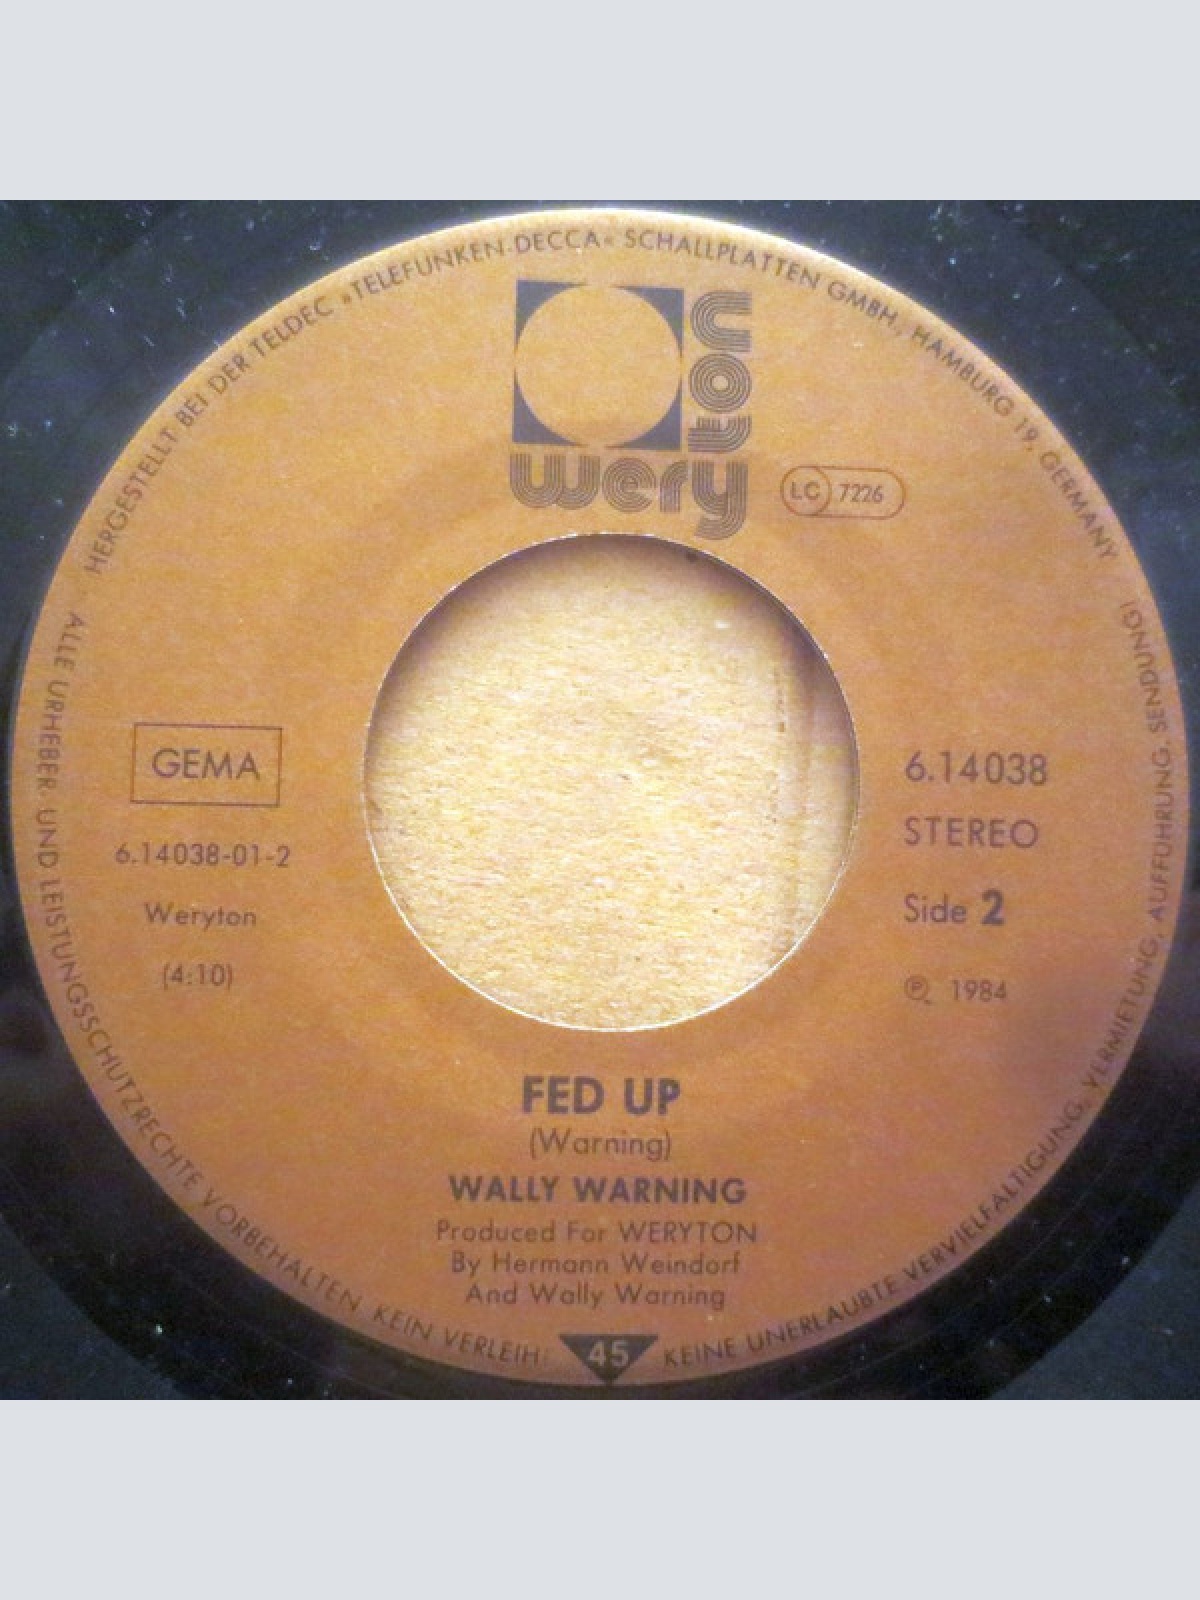 HERGESTELLT BEI DER TELDEC »TELEFUNKEN-DECCA« SCHALLPLATTEN GMBH, HAMBURG 19, GERMANY
weryton
LC 7226
GEMA
6.14038-01-2
Weryton
(4:10)
6.14038
STEREO
Side 2
℗ 1984
FED UP
(Warning)
WALLY WARNING
Produced For WERYTON
By Hermann Weindorf
And Wally Warning
ALLE URHEBER UND LEISTUNGSSCHUTZRECHTE VORBEHALTEN KEIN VERLEIH!
45
KEINE UNERLAUBTE VERVIELFÄLTIGUNG, VERMIETUNG, AUFFÜHRUNG, SENDUNG!